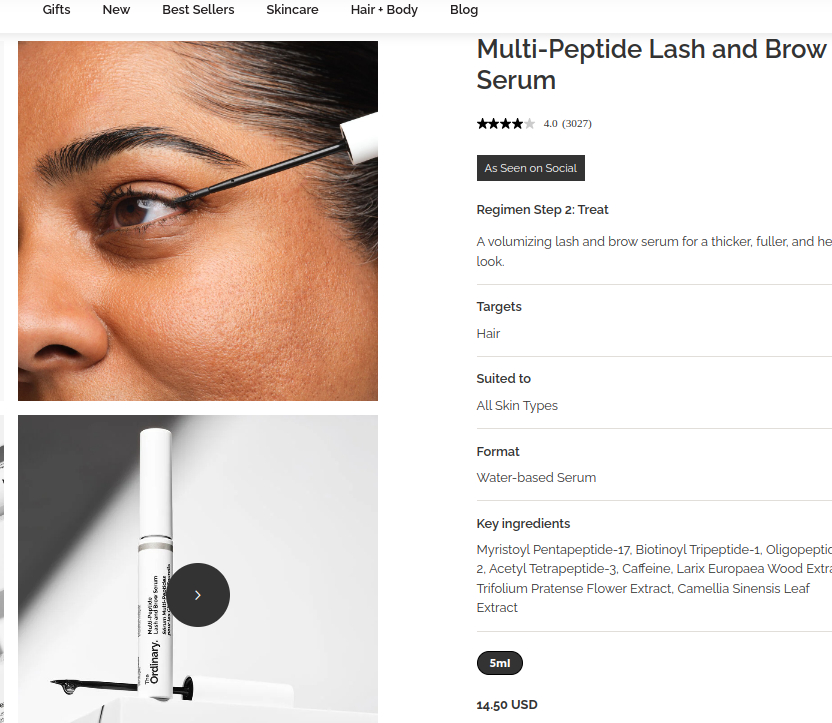 Gifts New Best Sellers Skincare Hair + Body Blog
Multi-Peptide Lash and Brow
Serum
4.0 (3027)
As Seen on Social
Regimen Step 2: Treat
A volumizing lash and brow serum for a thicker, fuller, and he
look.
Targets
Hair
Suited to
All Skin Types
Format
Water-based Serum
Key ingredients
Myristoyl Pentapeptide-17, Biotinoyl Tripeptide-1, Oligopeptid
2, Acetyl Tetrapeptide-3, Caffeine, Larix Europaea Wood Extra
Trifolium Pratense Flower Extract, Camellia Sinensis Leaf
Extract
5ml
14.50 USD
The
Ordinary.
Multi-Peptide
Lash and Brow Serum
Sérum Multi-Peptides